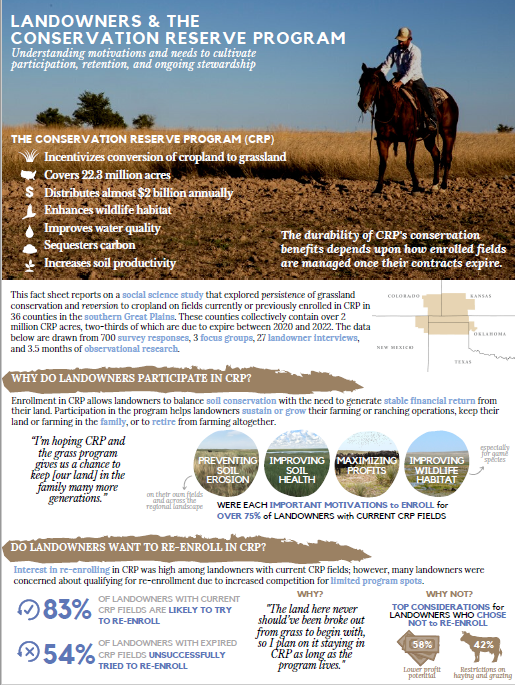 LANDOWNERS & THE
CONSERVATION RESERVE PROGRAM
Understanding motivations and needs to cultivate
participation, retention, and ongoing stewardship
THE CONSERVATION RESERVE PROGRAM (CRP)
Incentivizes conversion of cropland to grassland
Covers 22.3 million acres
$ Distributes almost $2 billion annually
Enhances wildlife habitat
Improves water quality
Sequesters carbon
Increases soil productivity
The durability of CRP's conservation
benefits depends upon how enrolled fields
are managed once their contracts expire.
This fact sheet reports on a social science study that explored persistence of grassland
conservation and reversion to cropland on fields currently or previously enrolled in CRP in
36 counties in the southern Great Plains. These counties collectively contain over 2
million CRP acres, two-thirds of which are due to expire between 2020 and 2022. The data
below are drawn from 700 survey responses, 3 focus groups, 27 landowner interviews,
and 3.5 months of observational research.
COLORADO
KANSAS
OKLAHOMA
NEW MEXICO
TEXAS
WHY DO LANDOWNERS PARTICIPATE IN CRP?
Enrollment in CRP allows landowners to balance soil conservation with the need to generate stable financial return from
their land. Participation in the program helps landowners sustain or grow their farming or ranching operations, keep their
land or farming in the family, or to retire from farming altogether.
"I'm hoping CRP and
the grass program
gives us a chance to
keep [our land] in the
family many more
generations."
on their own fields
and across the
regional landscape
PREVENTING
SOIL
EROSION
IMPROVING
SOIL
HEALTH
MAXIMIZING
PROFITS
IMPROVING
WILDLIFE
HABITAT
especially
for game
species
WERE EACH IMPORTANT MOTIVATIONS to ENROLL for
OVER 75% of LANDOWNERS with CURRENT CRP FIELDS
DO LANDOWNERS WANT TO RE-ENROLL IN CRP?
Interest in re-enrolling in CRP was high among landowners with current CRP fields; however, many landowners were
concerned about qualifying for re-enrollment due to increased competition for limited program spots.
83%
OF LANDOWNERS WITH CURRENT
CRP FIELDS ARE LIKELY TO TRY
TO RE-ENROLL
54%
OF LANDOWNERS WITH EXPIRED
CRP FIELDS UNSUCCESSFULLY
TRIED TO RE-ENROLL
WHY?
"The land here never
should've been broke out
from grass to begin with,
so I plan on it staying in
CRP as long as the
program lives."
WHY NOT?
TOP CONSIDERATIONS for
LANDOWNERS WHO CHOSE
NOT to RE-ENROLL
58%
Lower profit
potential
42%
Restrictions on
haying and grazing